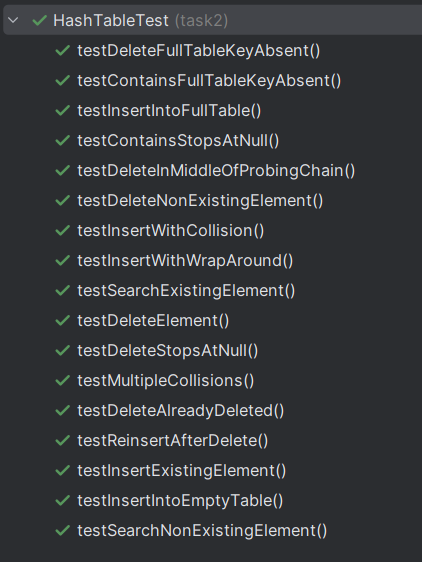 HashTableTest (task2)
testDeleteFullTableKeyAbsent()
testContainsFullTableKeyAbsent()
testInsertIntoFullTable()
testContainsStopsAtNull()
testDeleteInMiddleOfProbingChain()
testDeleteNonExistingElement()
testInsertWithCollision()
testInsertWithWrapAround()
testSearchExistingElement()
testDeleteElement()
testDeleteStopsAtNull()
testMultipleCollisions()
testDeleteAlreadyDeleted()
testReinsertAfterDelete()
testInsertExistingElement()
testInsertIntoEmptyTable()
testSearchNonExistingElement()